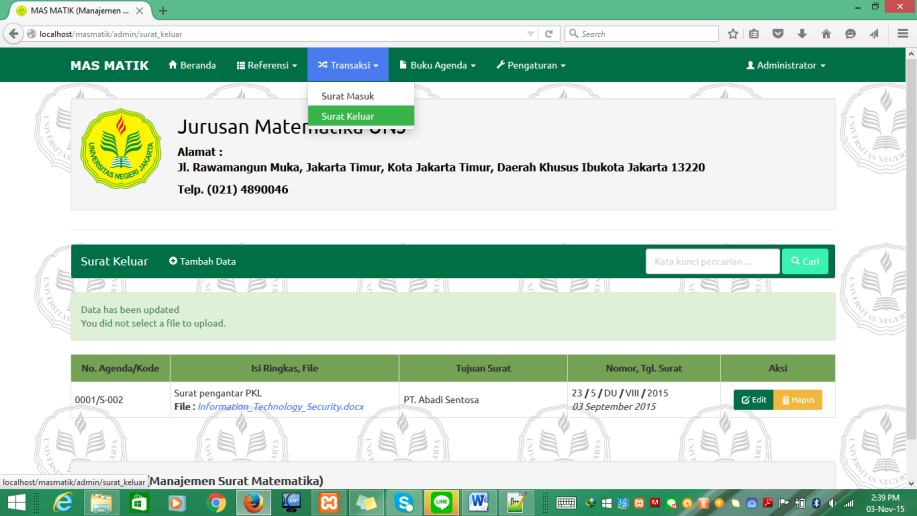 MAS MATIK (Manajemen ...
localhost/masmatik/admin/surat_keluar
Search
MAS MATIK
Beranda
Referensi
Transaksi
Buku Agenda
Pengaturan
Administrator
Surat Masuk
Surat Keluar
Jurusan Matematika UNJ
Alamat :
Jl. Rawamangun Muka, Jakarta Timur, Kota Jakarta Timur, Daerah Khusus Ibukota Jakarta 13220
Telp. (021) 4890046
UNIVERSITAS NEGERI JAKARTA
Surat Keluar
Tambah Data
Kata kunci pencarian ...
Cari
Data has been updated
You did not select a file to upload.
No. Agenda/Kode Isi Ringkas, File Tujuan Surat Nomor, Tgl. Surat Aksi
0001/S-002
Surat pengantar PKL
File : Information_Technology_Security.docx
PT. Abadi Sentosa
23 / 5 / DU / VIII / 2015
03 September 2015
Edit
Hapus
localhost/masmatik/admin/surat_keluar
(Manajemen Surat Matematika)
LINE
2:39 PM
03-Nov-15